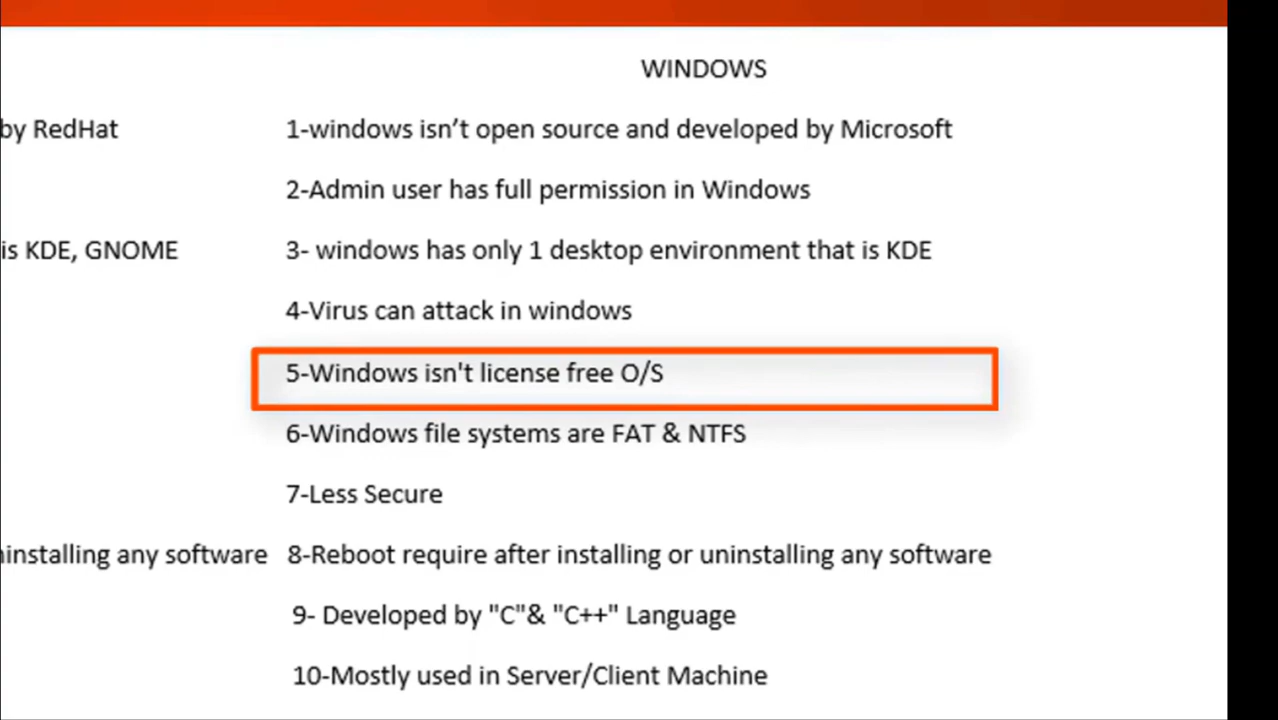 WINDOWS
by RedHat 1-windows isn’t open source and developed by Microsoft
2-Admin user has full permission in Windows
is KDE, GNOME 3- windows has only 1 desktop environment that is KDE
4-Virus can attack in windows
5-Windows isn't license free O/S
6-Windows file systems are FAT & NTFS
7-Less Secure
ninstalling any software 8-Reboot require after installing or uninstalling any software
9- Developed by "C"& "C++" Language
10-Mostly used in Server/Client Machine